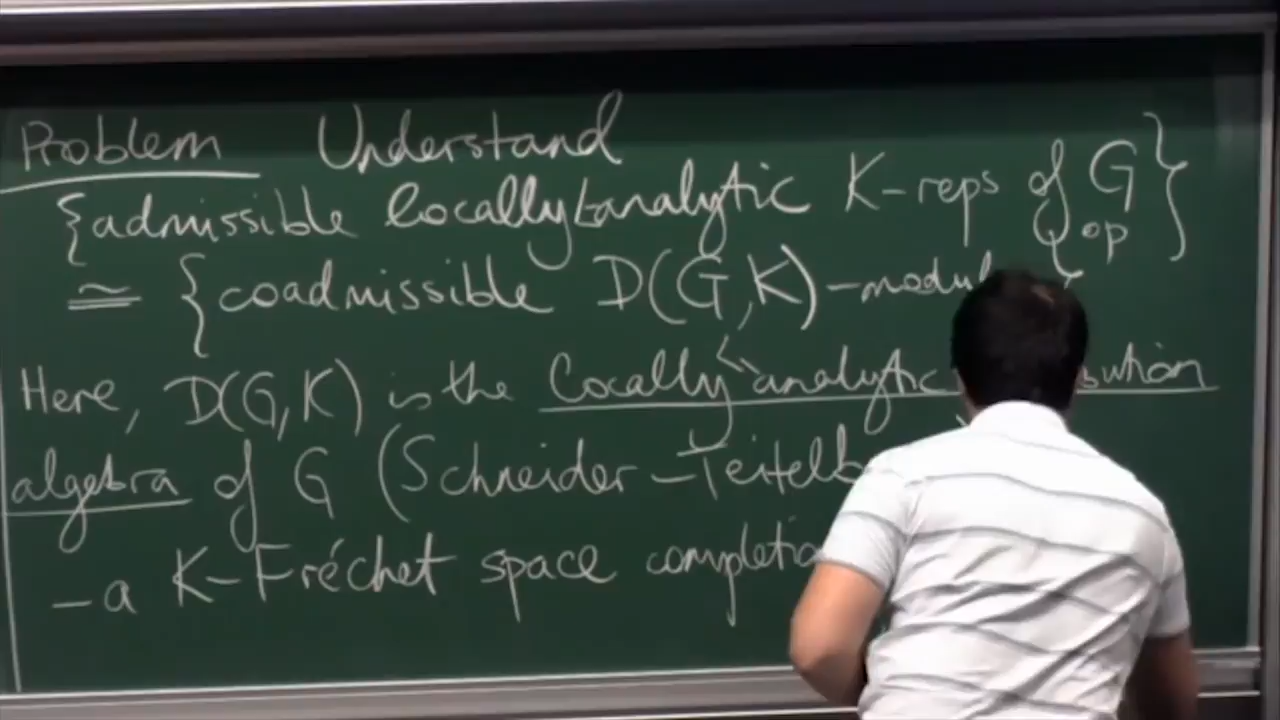 Problem Understand
{admissible locally analytic K-reps of G}
≅ {coadmissible D(G,K)-modul }op
Here, D(G,K) is the locally analytic
algebra of G (Schneider-Teitelb
- a K-Fréchet space completio